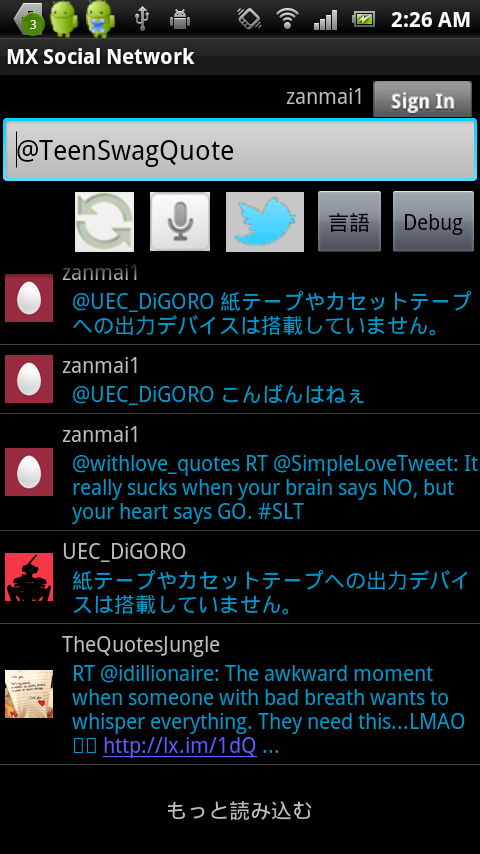 3
2:26 AM
MX Social Network
zanmai1
Sign In
@TeenSwagQuote
言語
Debug
zanmai1
@UEC_DiGORO 紙テープやカセットテープ
への出力デバイスは搭載していません。
zanmai1
@UEC_DiGORO こんばんはねぇ
zanmai1
@withlove_quotes RT @SimpleLoveTweet: It
really sucks when your brain says NO, but
your heart says GO. #SLT
UEC_DiGORO
紙テープやカセットテープへの出力デバイ
スは搭載していません。
TheQuotesJungle
RT @idillionaire: The awkward moment
when someone with bad breath wants to
whisper everything. They need this...LMAO
http://lx.im/1dQ ...
もっと読み込む